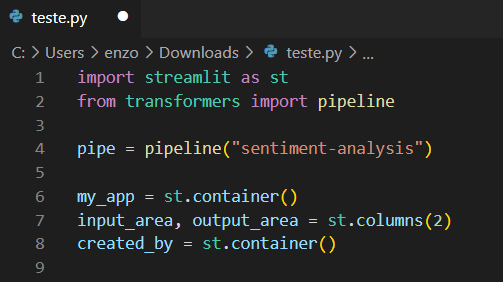 teste.py
C: > Users > enzo > Downloads > teste.py > ...
1 import streamlit as st
2 from transformers import pipeline
3
4 pipe = pipeline("sentiment-analysis")
5
6 my_app = st.container()
7 input_area, output_area = st.columns(2)
8 created_by = st.container()
9